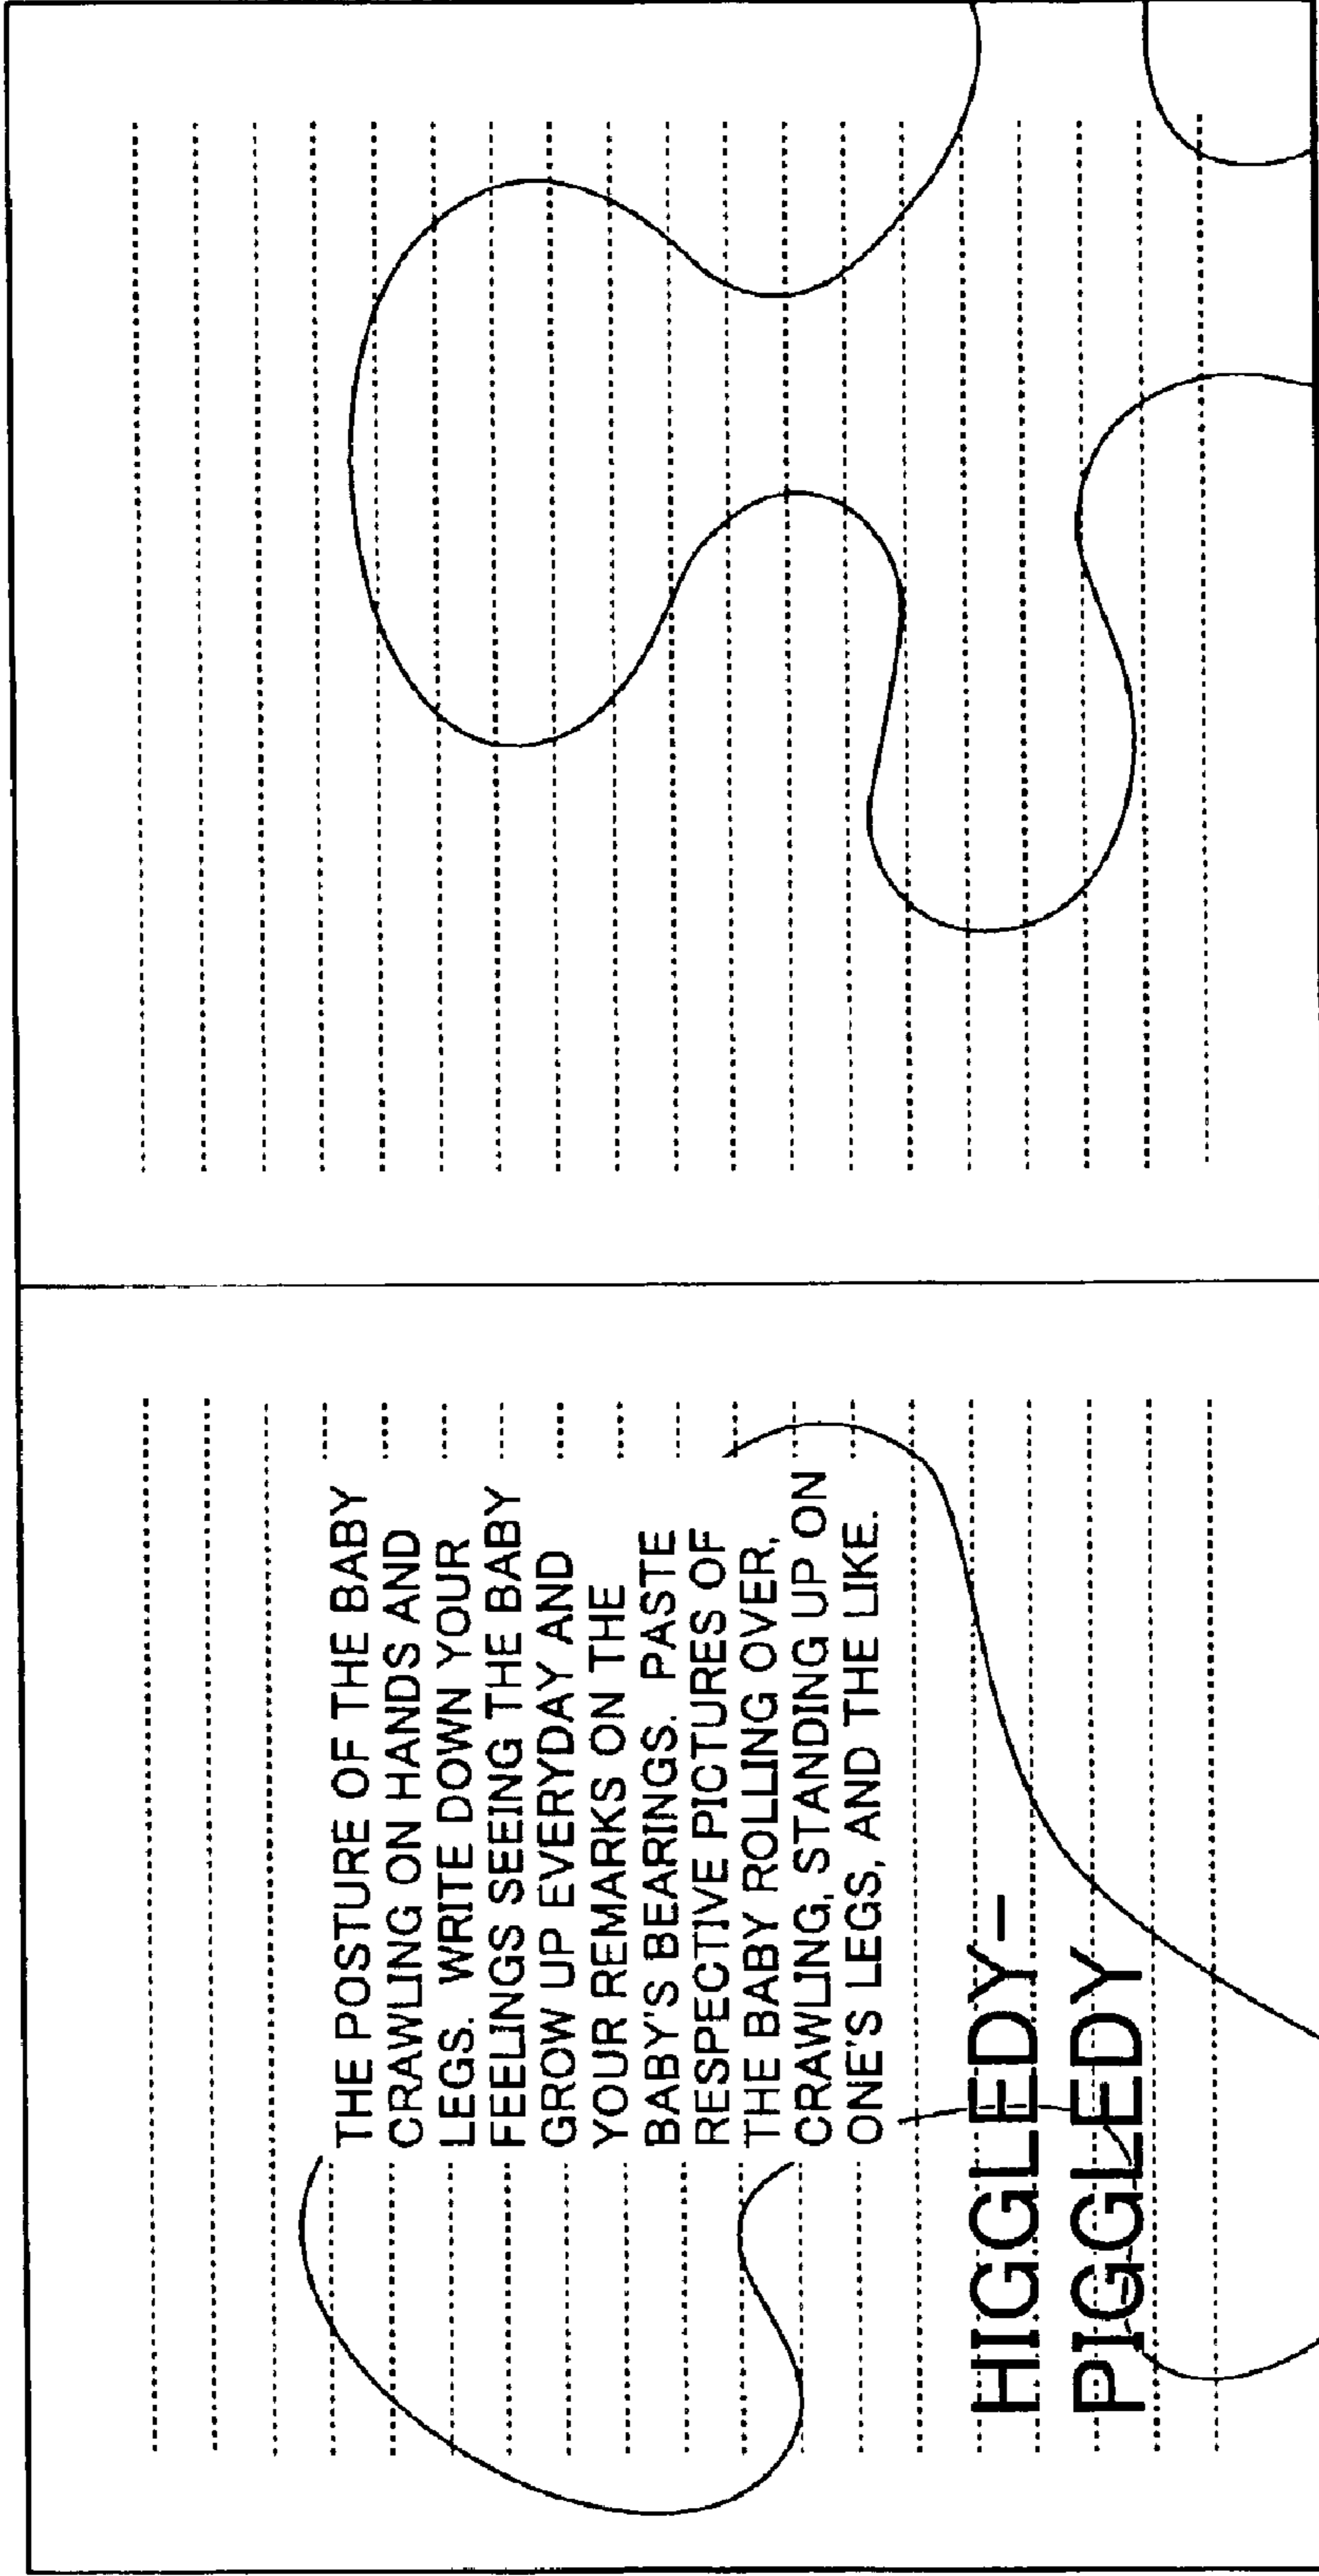 THE POSTURE OF THE BABY
CRAWLING ON HANDS AND
LEGS. WRITE DOWN YOUR
FEELINGS SEEING THE BABY
GROW UP EVERYDAY AND
YOUR REMARKS ON THE
BABY'S BEARINGS. PASTE
RESPECTIVE PICTURES OF
THE BABY ROLLING OVER,
CRAWLING, STANDING UP ON
ONE'S LEGS, AND THE LIKE.
HIGGLEDY-
PIGGLEDY